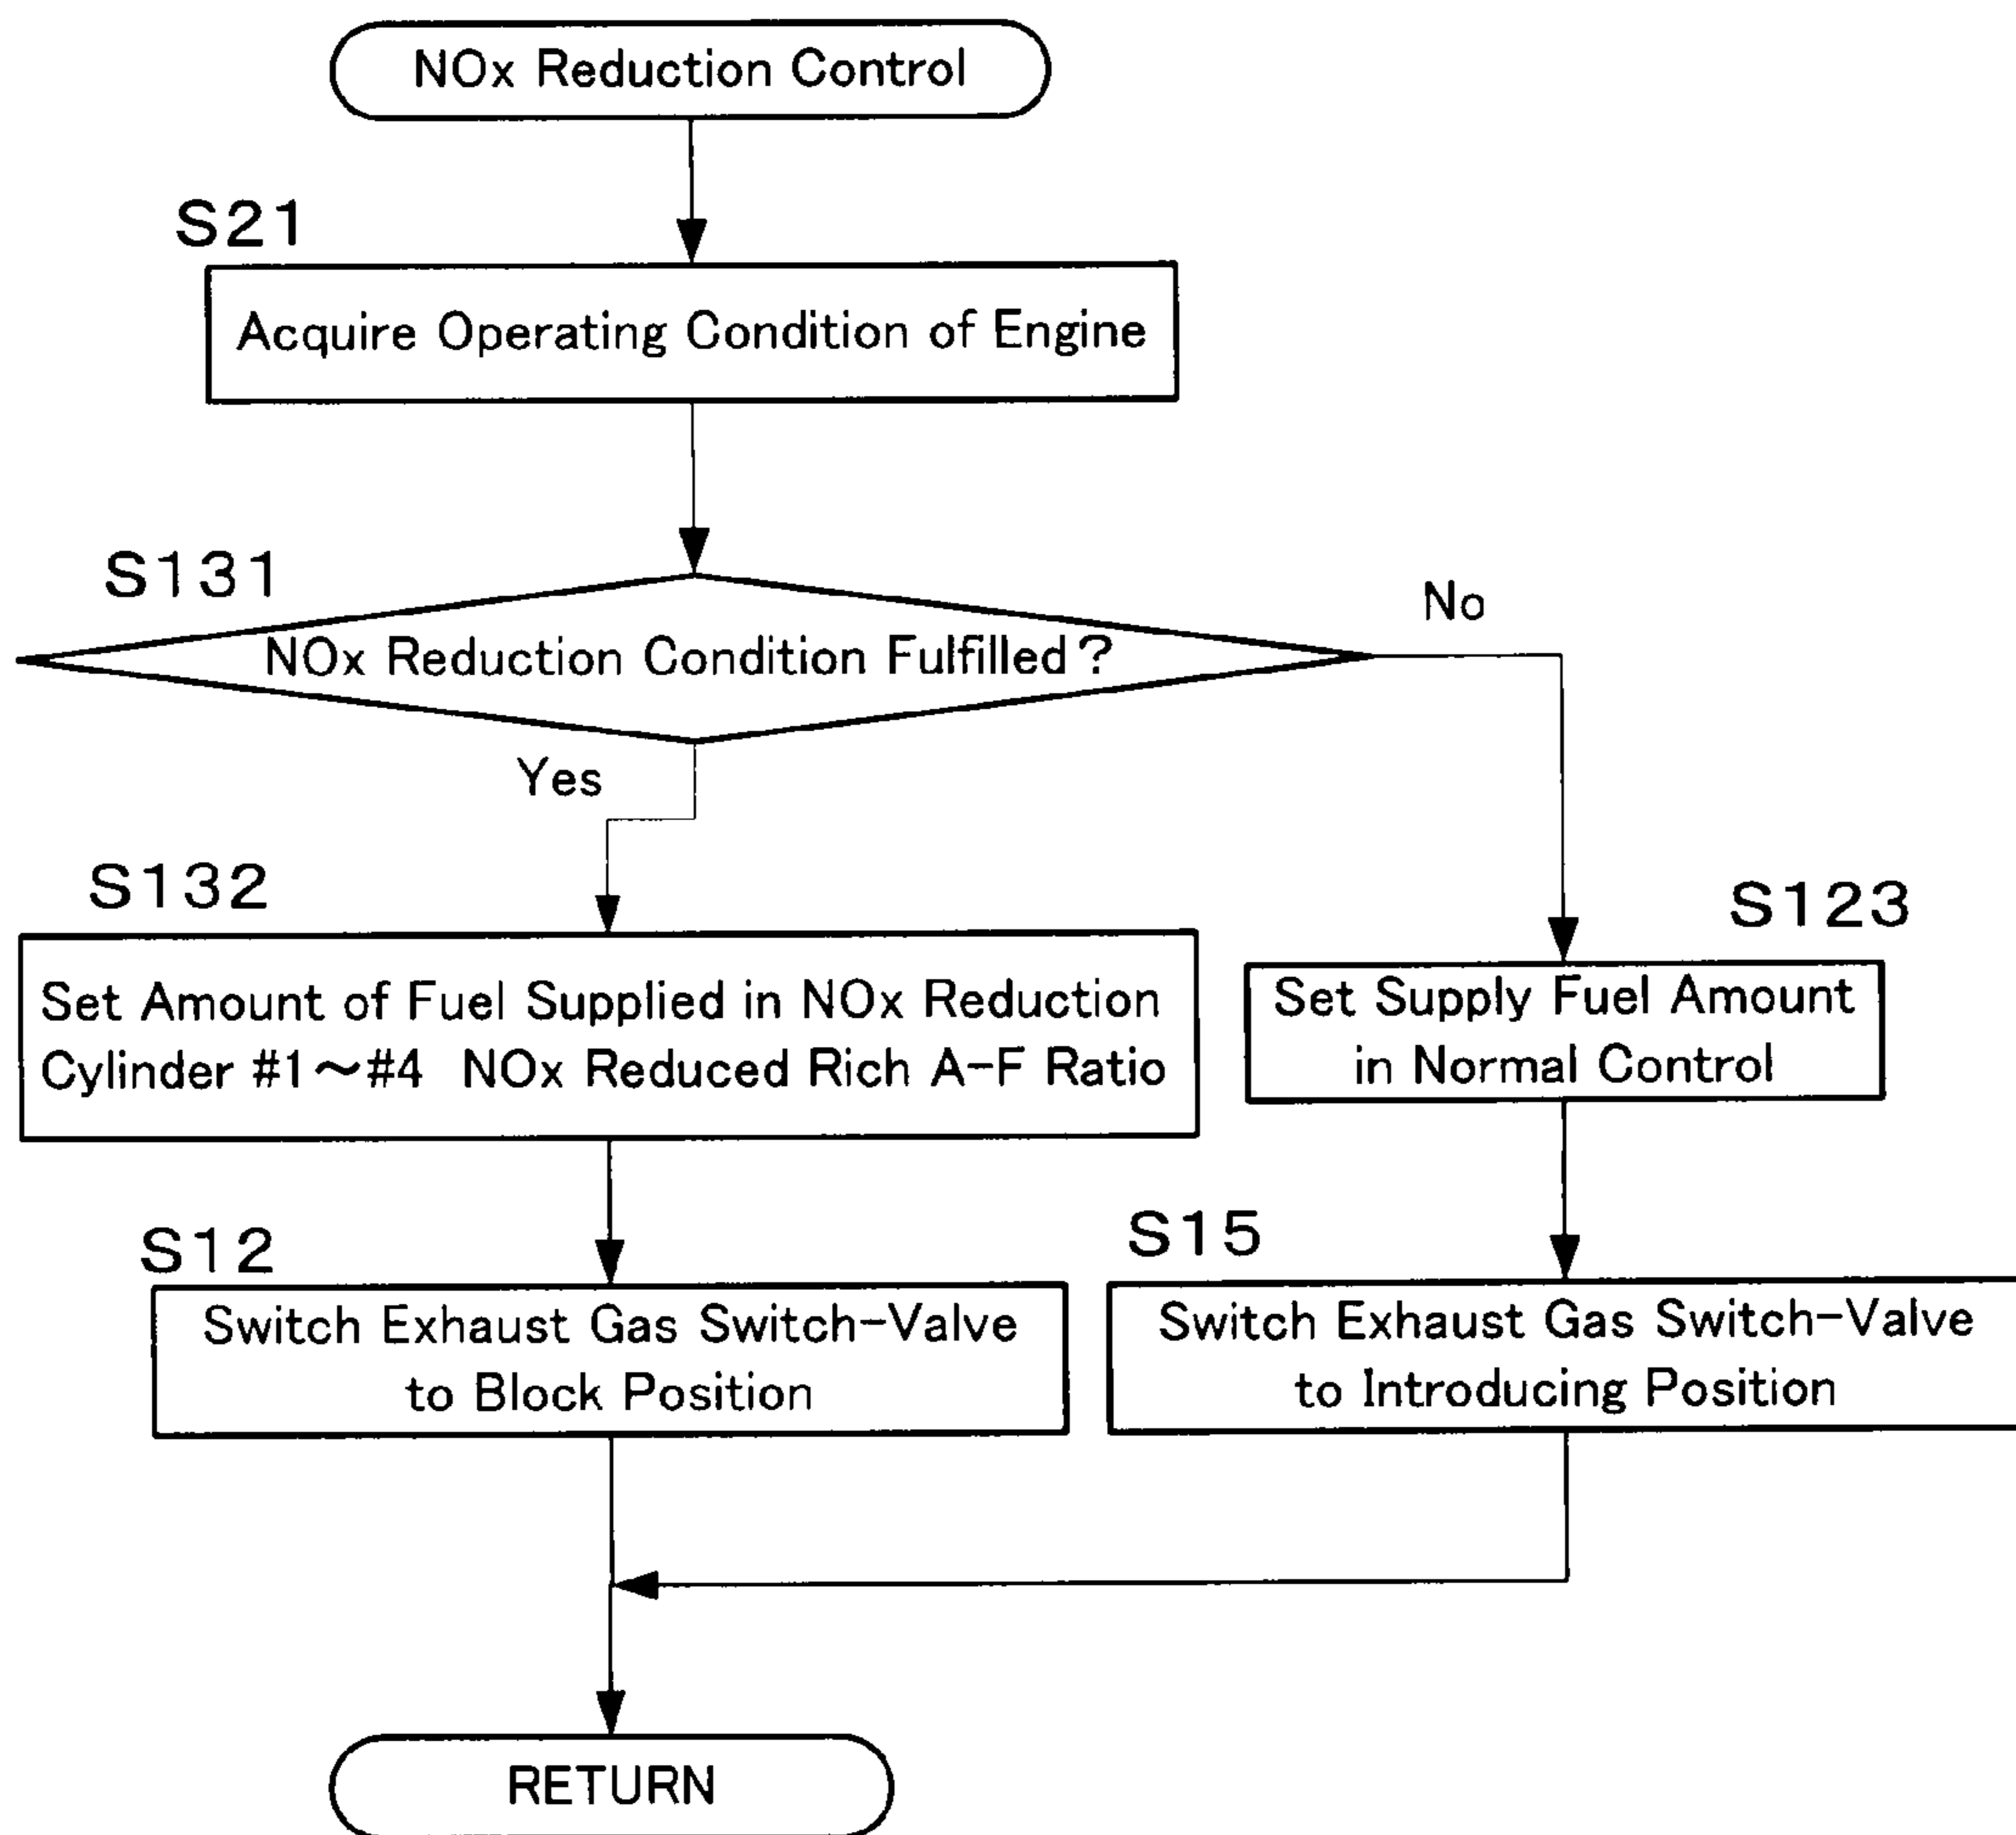 NOx Reduction Control
S21
Acquire Operating Condition of Engine
S131
NOx Reduction Condition Fulfilled?
No
Yes
S132
Set Amount of Fuel Supplied in NOx Reduction
Cylinder #1～#4 NOx Reduced Rich A-F Ratio
S123
Set Supply Fuel Amount
in Normal Control
S12
Switch Exhaust Gas Switch-Valve
to Block Position
S15
Switch Exhaust Gas Switch-Valve
to Introducing Position
RETURN